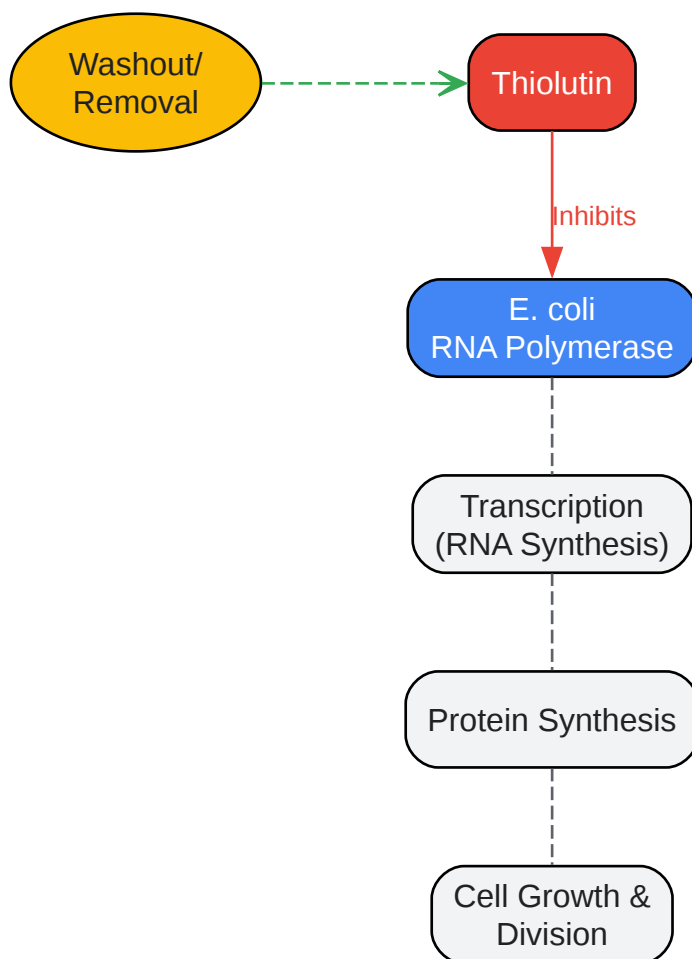 Washout/
Removal
Thiolutin
Inhibits
E. coli
RNA Polymerase
Transcription
(RNA Synthesis)
Protein Synthesis
Cell Growth &
Division